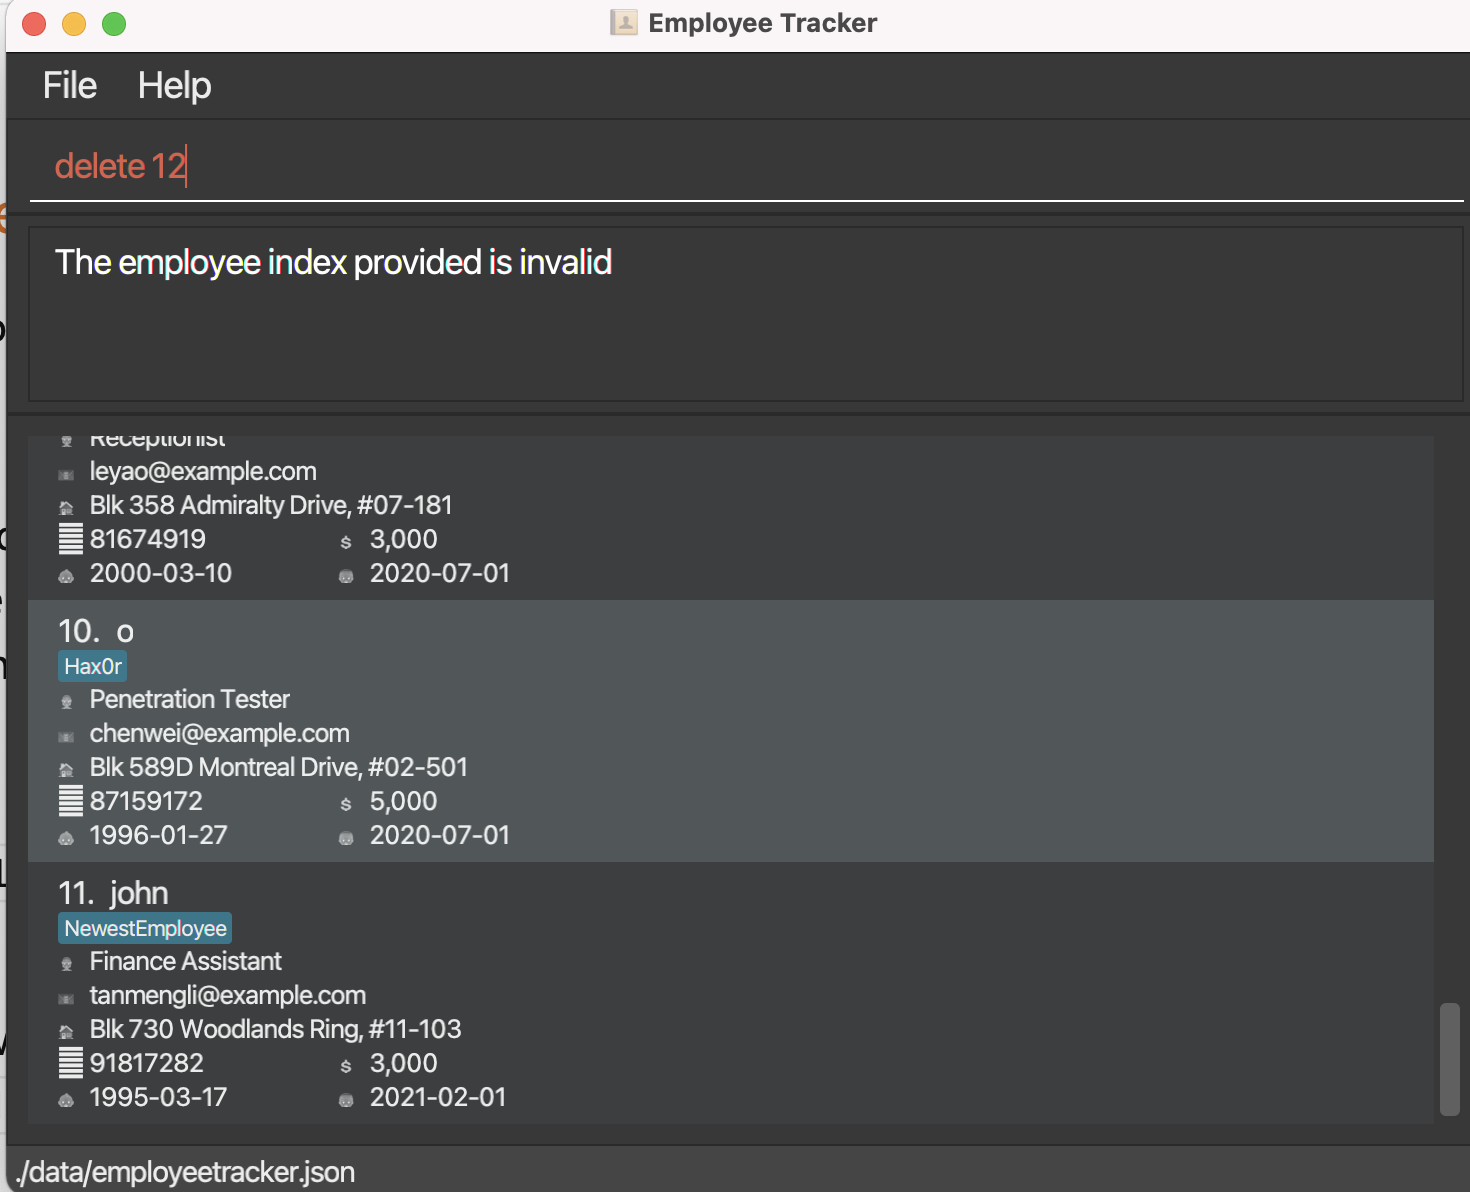 Employee Tracker
File Help
delete 12
The employee index provided is invalid
Receptionist
leyao@example.com
Blk 358 Admiralty Drive, #07-181
81674919 $ 3,000
2000-03-10 2020-07-01
10. o
Hax0r
Penetration Tester
chenwei@example.com
Blk 589D Montreal Drive, #02-501
87159172 $ 5,000
1996-01-27 2020-07-01
11. john
NewestEmployee
Finance Assistant
tanmengli@example.com
Blk 730 Woodlands Ring, #11-103
91817282 $ 3,000
1995-03-17 2021-02-01
./data/employeetracker.json